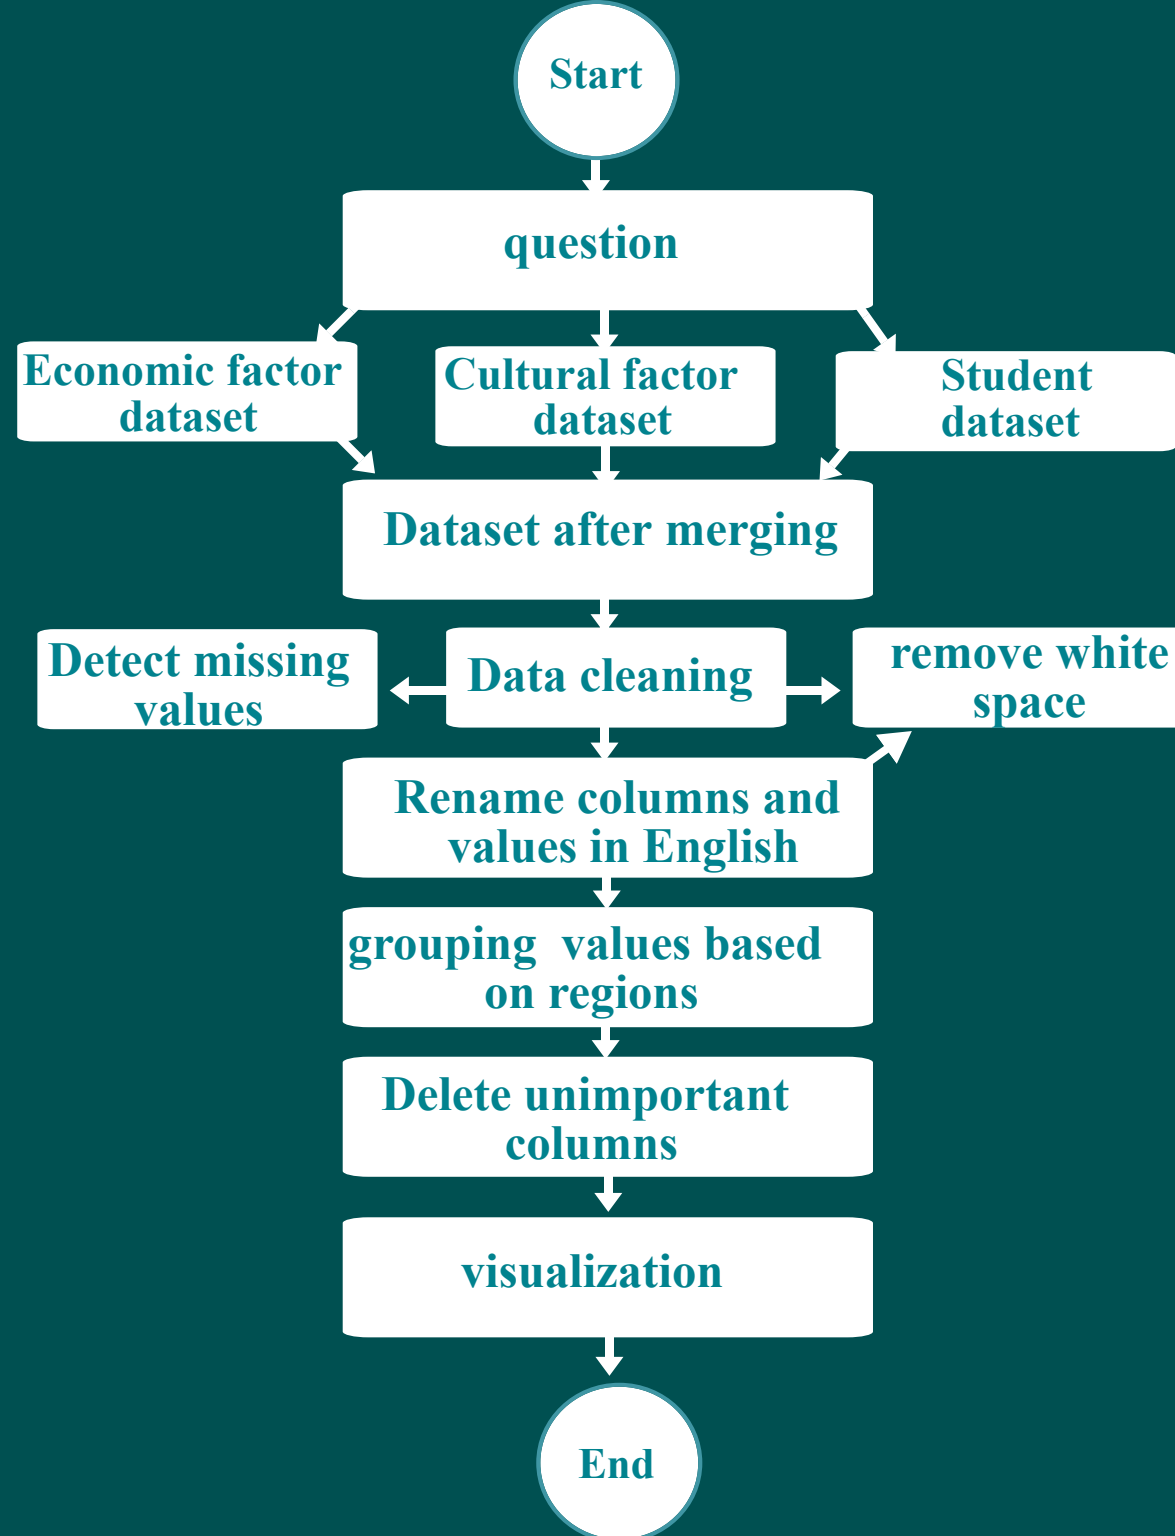 Start
question
Economic factor
dataset
Cultural factor
dataset
Student
dataset
Dataset after merging
Detect missing
values
Data cleaning
remove white
space
Rename columns and
values in English
grouping values based
on regions
Delete unimportant
columns
visualization
End